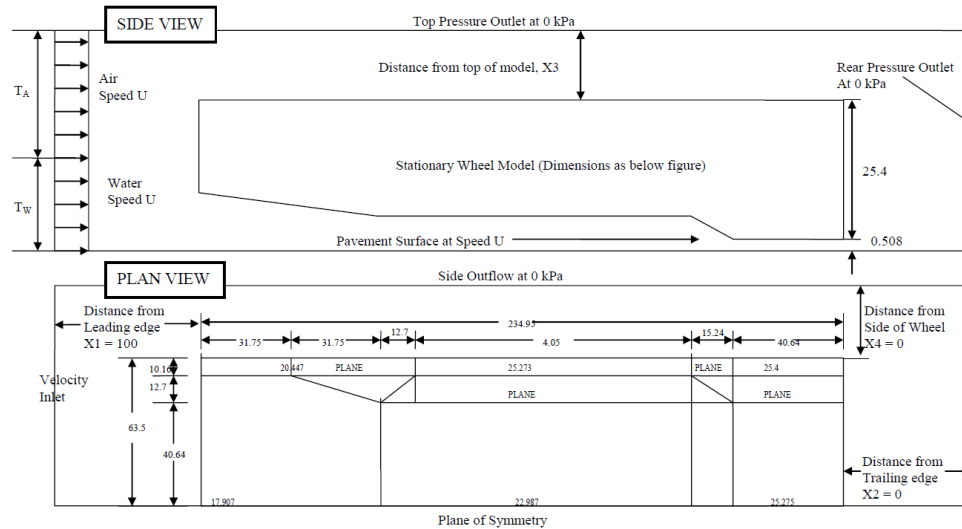 SIDE VIEW
Top Pressure Outlet at 0 kPa
Air
Speed U
Distance from top of model, X3
Rear Pressure Outlet
At 0 kPa
TA
Stationary Wheel Model (Dimensions as below figure)
25.4
Water
Speed U
TW
Pavement Surface at Speed U
0.508
PLAN VIEW
Side Outflow at 0 kPa
Distance from
Leading edge
X1 = 100
Distance from
Side of Wheel
X4 = 0
234.95
31.75
31.75
12.7
4.05
15.24
40.64
10.16
20.447
PLANE
25.273
PLANE
25.4
Velocity
Inlet
12.7
PLANE
PLANE
63.5
40.64
Distance from
Trailing edge
X2 = 0
17.907
22.987
25.275
Plane of Symmetry